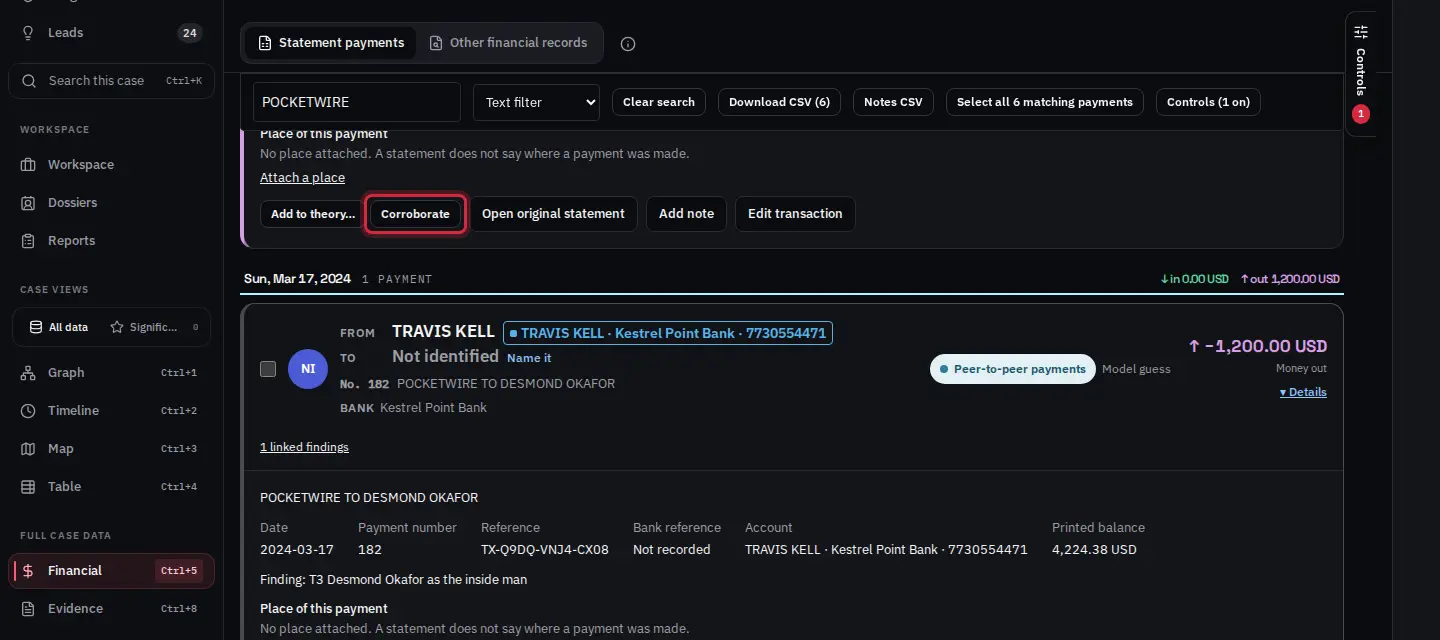 Leads 24
Search this case Ctrl+K
WORKSPACE
Workspace
Dossiers
Reports
CASE VIEWS
All data Signific... 0
Graph Ctrl+1
Timeline Ctrl+2
Map Ctrl+3
Table Ctrl+4
FULL CASE DATA
Financial Ctrl+5
Evidence Ctrl+8
Statement payments Other financial records
POCKETWIRE Text filter Clear search Download CSV (6) Notes CSV Select all 6 matching payments Controls (1 on)
Place of this payment
No place attached. A statement does not say where a payment was made.
Attach a place
Add to theory... Corroborate Open original statement Add note Edit transaction
Sun, Mar 17, 2024 1 PAYMENT ↓ in 0.00 USD ↑ out 1,200.00 USD
NI
FROM TRAVIS KELL TRAVIS KELL · Kestrel Point Bank · 7730554471
TO Not identified Name it
No. 182 POCKETWIRE TO DESMOND OKAFOR
BANK Kestrel Point Bank
Peer-to-peer payments Model guess
↑ −1,200.00 USD
Money out
▾ Details
1 linked findings
POCKETWIRE TO DESMOND OKAFOR
Date Payment number Reference Bank reference Account Printed balance
2024-03-17 182 TX-Q9DQ-VNJ4-CX08 Not recorded TRAVIS KELL · Kestrel Point Bank · 7730554471 4,224.38 USD
Finding: T3 Desmond Okafor as the inside man
Place of this payment
No place attached. A statement does not say where a payment was made.
Controls
1